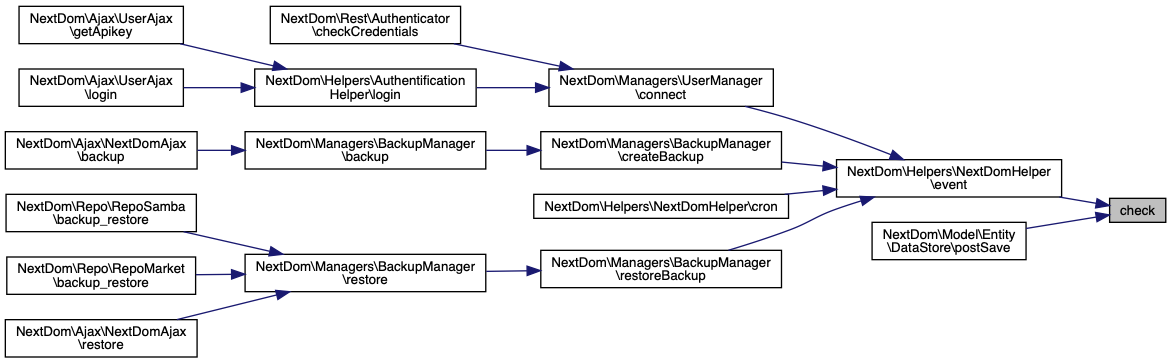 NextDom\Ajax\UserAjax
\getApikey
NextDom\Rest\Authenticator
\checkCredentials
NextDom\Ajax\UserAjax
\login
NextDom\Helpers\Authentification
Helper\login
NextDom\Managers\UserManager
\connect
NextDom\Ajax\NextDomAjax
\backup
NextDom\Managers\BackupManager
\backup
NextDom\Managers\BackupManager
\createBackup
NextDom\Helpers\NextDomHelper
\event
NextDom\Repo\RepoSamba
\backup_restore
NextDom\Helpers\NextDomHelper\cron
check
NextDom\Model\Entity
\DataStore\postSave
NextDom\Repo\RepoMarket
\backup_restore
NextDom\Managers\BackupManager
\restore
NextDom\Managers\BackupManager
\restoreBackup
NextDom\Ajax\NextDomAjax
\restore